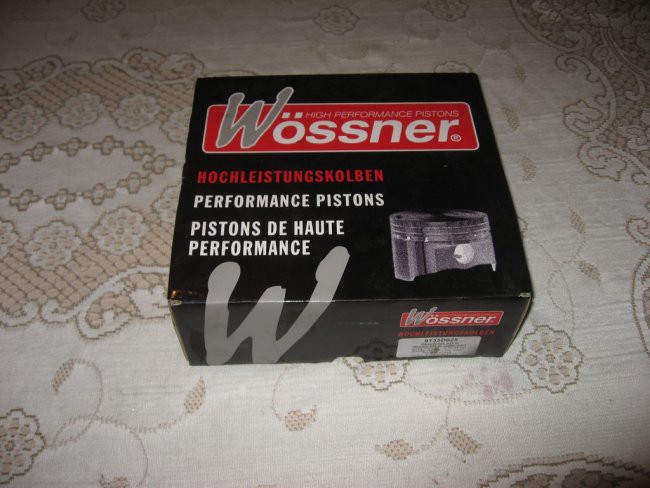 Wössner®
HIGH PERFORMANCE PISTONS
HOCHLEISTUNGSKOLBEN
PERFORMANCE PISTONS
PISTONS DE HAUTE
PERFORMANCE
W
Wössner
HOCHLEISTUNGSKOLBEN